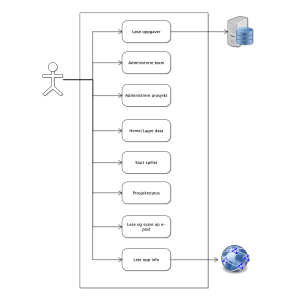 Løse oppgaver
Administrere team
Administrere prosjekt
Hente/Lagre data
Start spillet
Prosjektstatus
Lese og svare på e-
post
Lete opp info